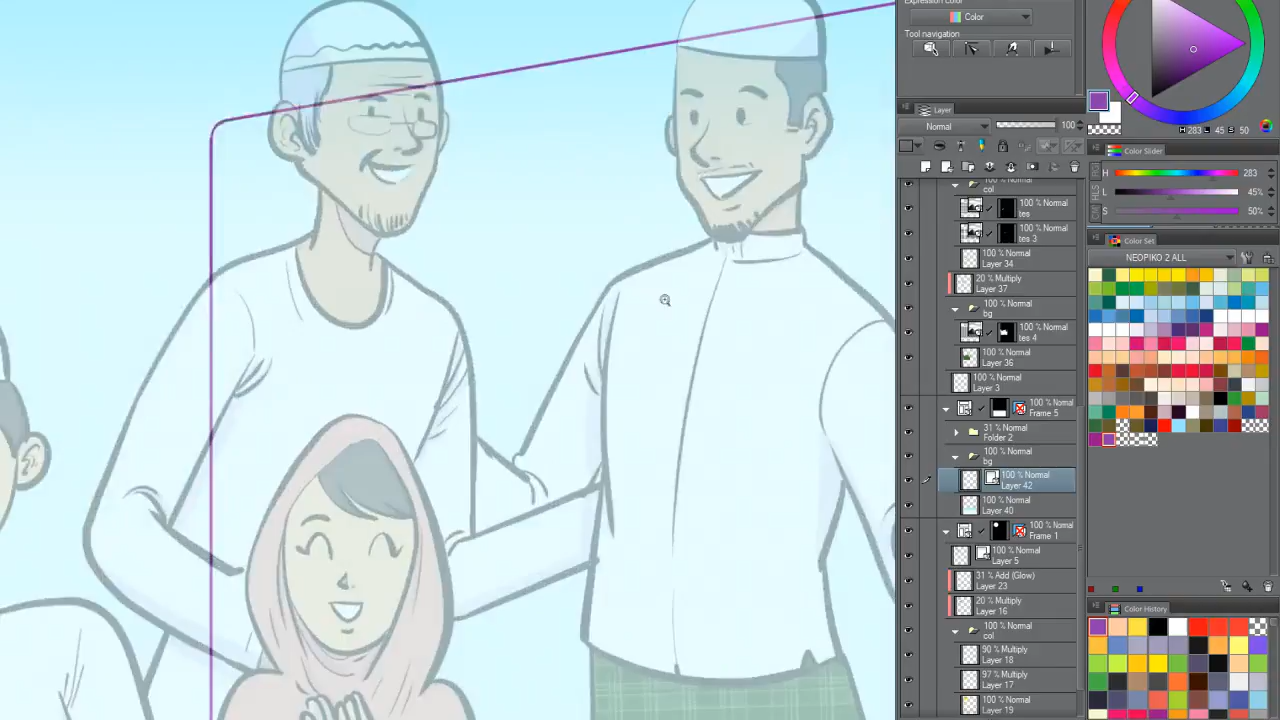 Expression Color
Color
Tool navigation
Layer
Normal
100
col
100 % Normal
tes
100 % Normal
tes 3
100 % Normal
Layer 34
20 % Multiply
Layer 37
100 % Normal
bg
100 % Normal
tes 4
100 % Normal
Layer 36
100 % Normal
Layer 3
100 % Normal
Frame 5
31 % Normal
Folder 2
100 % Normal
bg
100 % Normal
Layer 42
100 % Normal
Layer 40
100 % Normal
Frame 1
100 % Normal
Layer 5
31 % Add (Glow)
Layer 23
20 % Multiply
Layer 16
100 % Normal
col
90 % Multiply
Layer 18
97 % Multiply
Layer 17
100 % Normal
Layer 19
H 283 L 45 S 50
Color Slider
H 283
L 45%
S 50%
Color Set
NEOPIKO 2 ALL
Color History